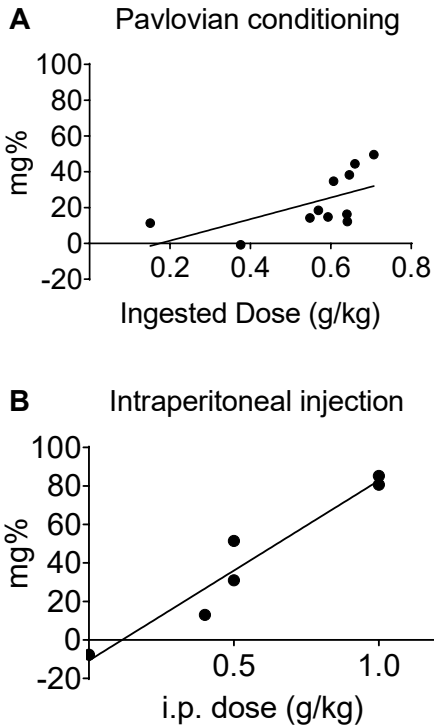 A Pavlovian conditioning
100
80
60
40
20
0
-20
mg%
0.2 0.4 0.6 0.8
Ingested Dose (g/kg)
B Intraperitoneal injection
100
80
60
40
20
0
-20
mg%
0.5 1.0
i.p. dose (g/kg)